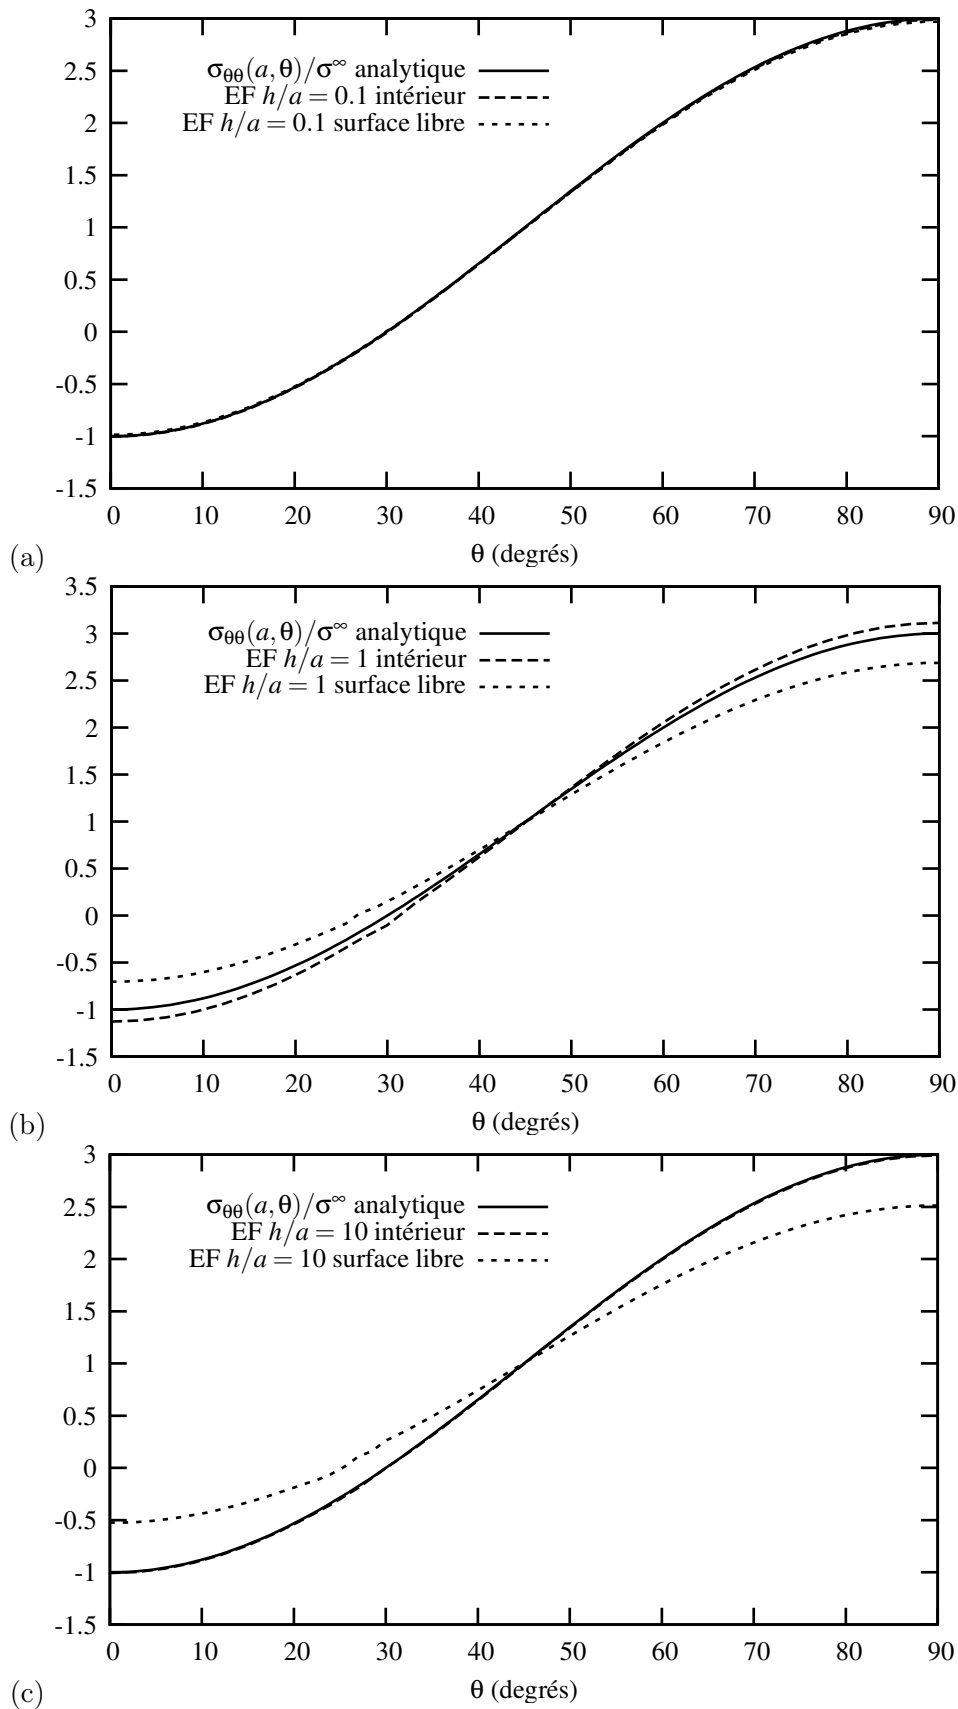 3
2.5
2
1.5
1
0.5
0
-0.5
-1
-1.5
σθθ(a,θ)/σ∞ analytique
EF h/a = 0.1 intérieur
EF h/a = 0.1 surface libre
0 10 20 30 40 50 60 70 80 90
θ (degrés)
(a)
3.5
3
2.5
2
1.5
1
0.5
0
-0.5
-1
-1.5
σθθ(a,θ)/σ∞ analytique
EF h/a = 1 intérieur
EF h/a = 1 surface libre
0 10 20 30 40 50 60 70 80 90
θ (degrés)
(b)
3
2.5
2
1.5
1
0.5
0
-0.5
-1
-1.5
σθθ(a,θ)/σ∞ analytique
EF h/a = 10 intérieur
EF h/a = 10 surface libre
0 10 20 30 40 50 60 70 80 90
θ (degrés)
(c)